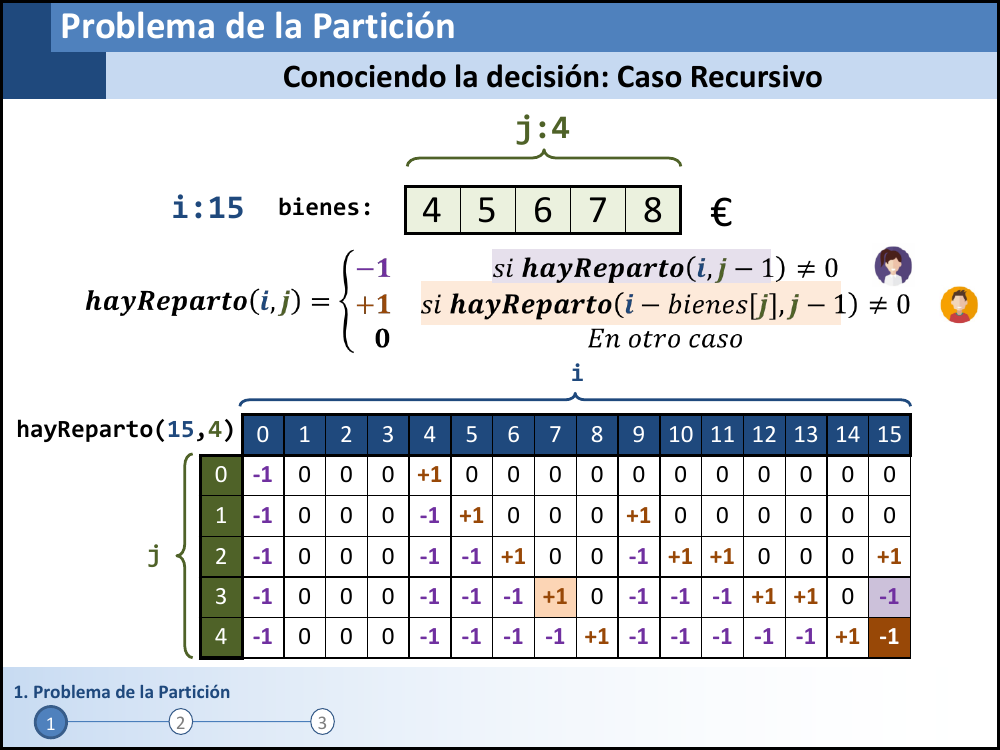 Problema de la Partición
Conociendo la decisión: Caso Recursivo
j:4
i:15 bienes: 4 5 6 7 8 €
−1 si hayReparto(i, j − 1) ≠ 0
hayReparto(i, j) = { +1 si hayReparto(i − bienes[j], j − 1) ≠ 0
0 En otro caso
i
hayReparto(15,4) 0 1 2 3 4 5 6 7 8 9 10 11 12 13 14 15
0 -1 0 0 0 +1 0 0 0 0 0 0 0 0 0 0 0
1 -1 0 0 0 -1 +1 0 0 0 +1 0 0 0 0 0 0
j 2 -1 0 0 0 -1 -1 +1 0 0 -1 +1 +1 0 0 0 +1
3 -1 0 0 0 -1 -1 -1 +1 0 -1 -1 -1 +1 +1 0 -1
4 -1 0 0 0 -1 -1 -1 -1 +1 -1 -1 -1 -1 -1 +1 -1
1. Problema de la Partición
1 2 3